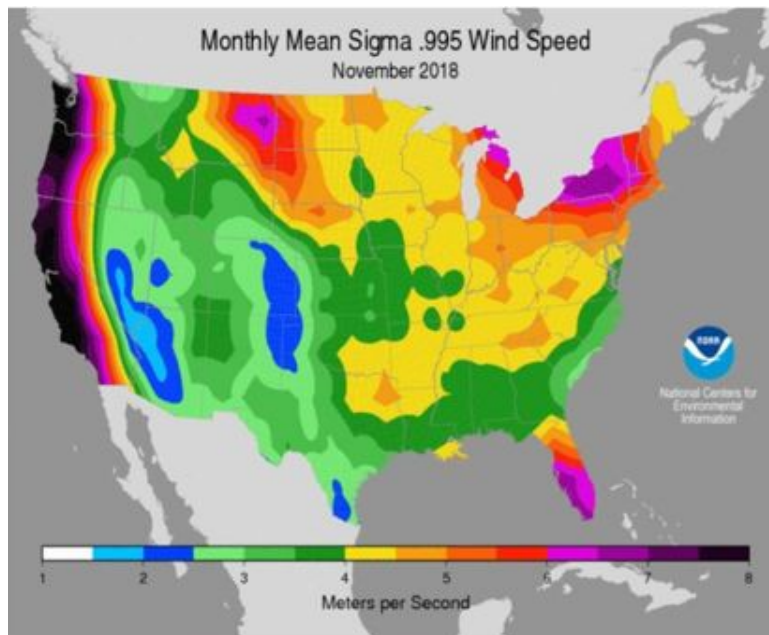 Monthly Mean Sigma .995 Wind Speed
November 2018
NOAA
National Centers for
Environmental
Information
1 2 3 4 5 6 7 8
Meters per Second